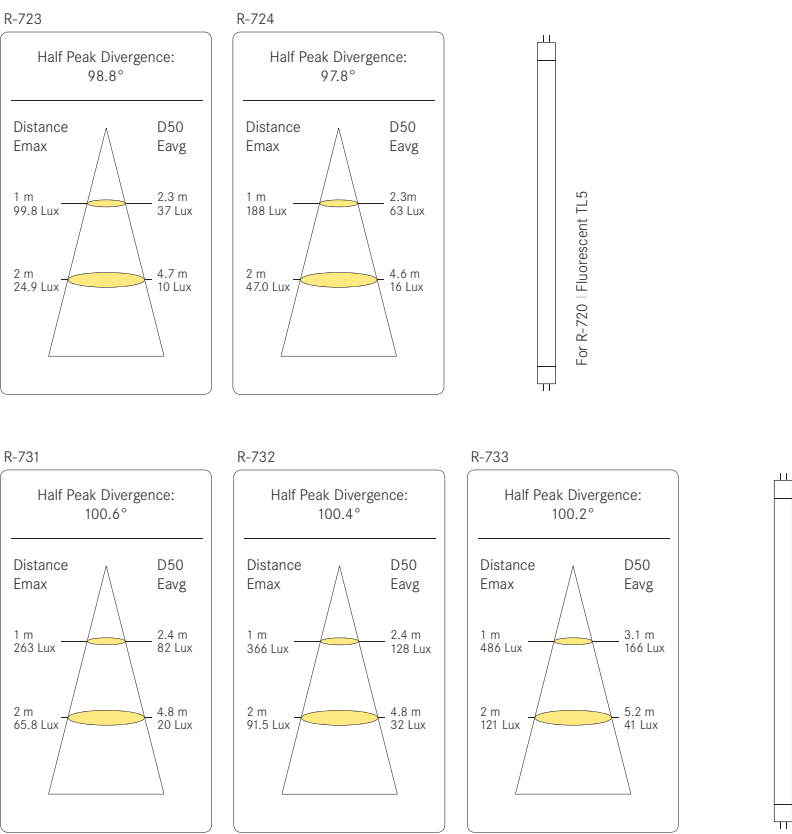 R-723
Half Peak Divergence:
98.8°
Distance
Emax
D50
Eavg
1 m
99.8 Lux
2.3 m
37 Lux
2 m
24.9 Lux
4.7 m
10 Lux
R-724
Half Peak Divergence:
97.8°
Distance
Emax
D50
Eavg
1 m
188 Lux
2.3m
63 Lux
2 m
47.0 Lux
4.6 m
16 Lux
For R-720 | Fluorescent TL5
R-731
Half Peak Divergence:
100.6°
Distance
Emax
D50
Eavg
1 m
263 Lux
2.4 m
82 Lux
2 m
65.8 Lux
4.8 m
20 Lux
R-732
Half Peak Divergence:
100.4°
Distance
Emax
D50
Eavg
1 m
366 Lux
2.4 m
128 Lux
2 m
91.5 Lux
4.8 m
32 Lux
R-733
Half Peak Divergence:
100.2°
Distance
Emax
D50
Eavg
1 m
486 Lux
3.1 m
166 Lux
2 m
121 Lux
5.2 m
41 Lux